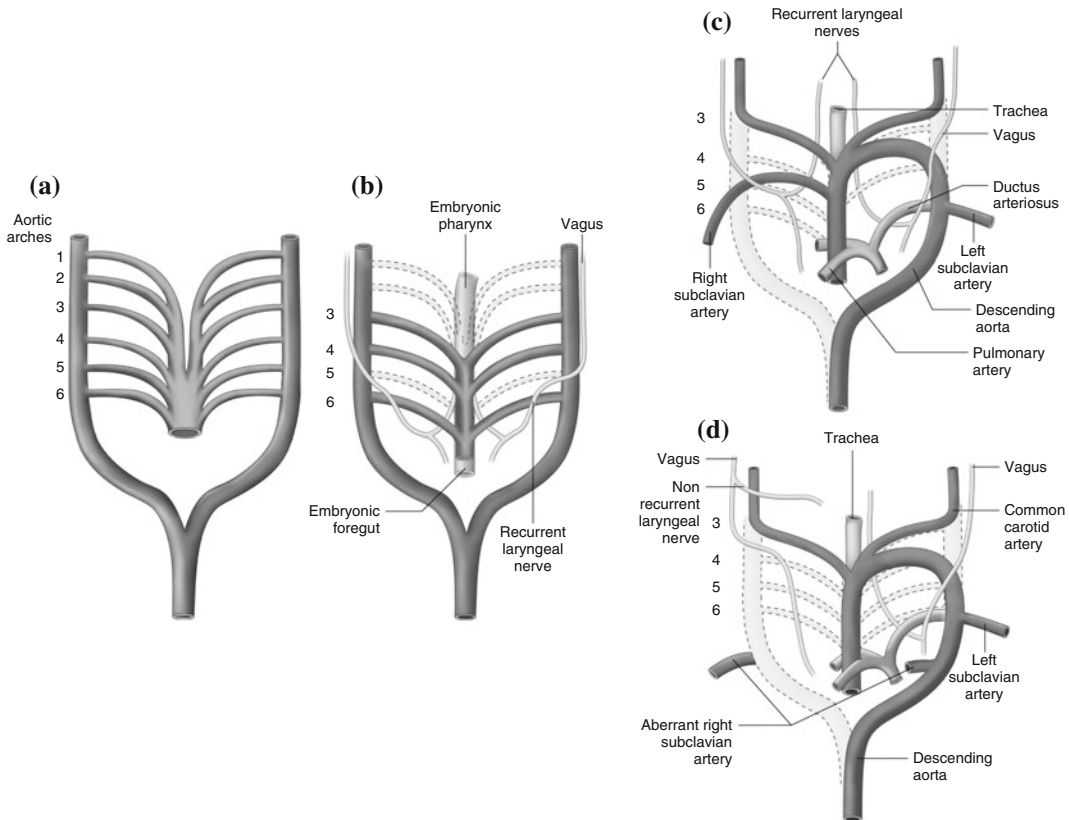 (a)
Aortic
arches
1
2
3
4
5
6
(b)
Embryonic
pharynx
Vagus
3
4
5
6
Embryonic
foregut
Recurrent
laryngeal
nerve
(c)
Recurrent laryngeal
nerves
3
4
5
6
Trachea
Vagus
Ductus
arteriosus
Left
subclavian
artery
Right
subclavian
artery
Descending
aorta
Pulmonary
artery
(d)
Trachea
Vagus
Non
recurrent
laryngeal
nerve
3
4
5
6
Vagus
Common
carotid
artery
Left
subclavian
artery
Aberrant right
subclavian
artery
Descending
aorta